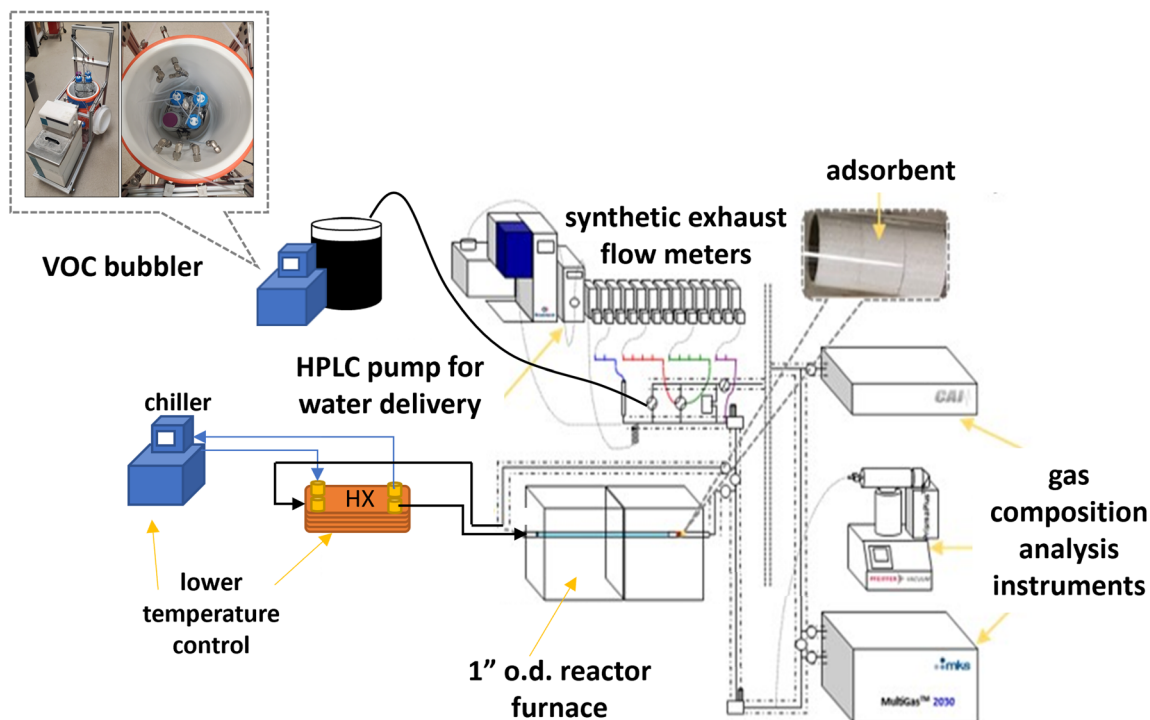 adsorbent
synthetic exhaust
flow meters
VOC bubbler
HPLC pump for
water delivery
CAI
chiller
HX
gas
composition
analysis
instruments
PFEIFFER VACUUM
lower
temperature
control
1” o.d. reactor
furnace
mks
MultiGas™ 2030